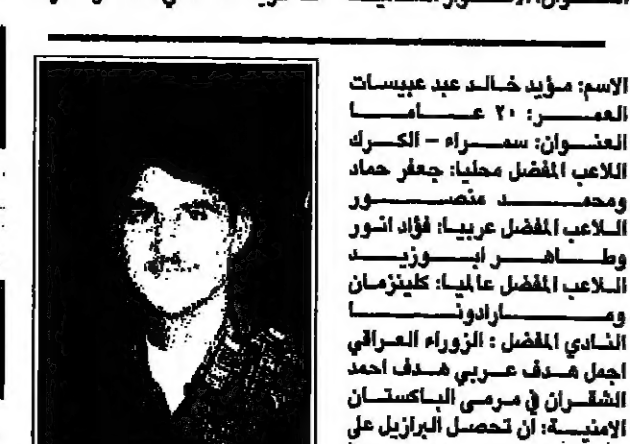 الاسم: مؤيد خالد عبد عبيسات
العمر: ٢٠ عاما
العنوان: سمراء – الكرك
اللاعب المفضل محليا: جعفر حماد
ومحمد منصور
اللاعب المفضل عربيا: فؤاد انور
وطاهر ابوزيد
اللاعب المفضل عالميا: كلينزمان
ومارادونا
النادي المفضل : الزوراء العراقي
اجمل هدف عربي هدف احمد
الشقران في مرمى الباكستان
الامنية: ان تحصل البرازيل على